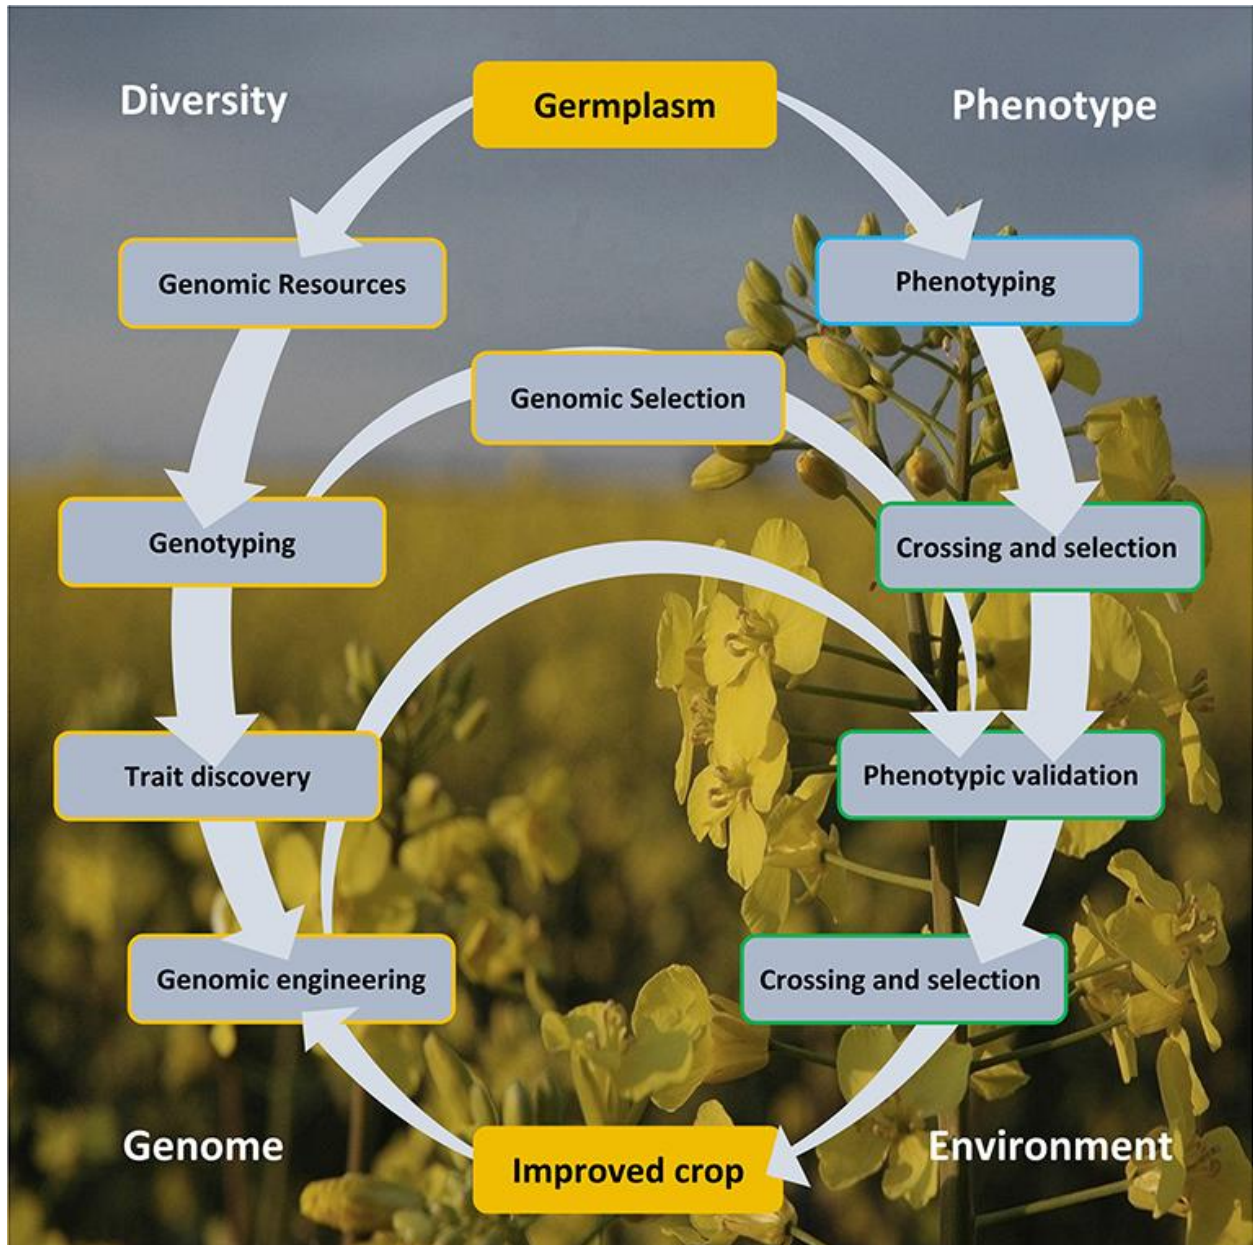 Diversity
Germplasm
Phenotype
Genomic Resources
Phenotyping
Genomic Selection
Genotyping
Crossing and selection
Trait discovery
Phenotypic validation
Genomic engineering
Crossing and selection
Genome
Improved crop
Environment